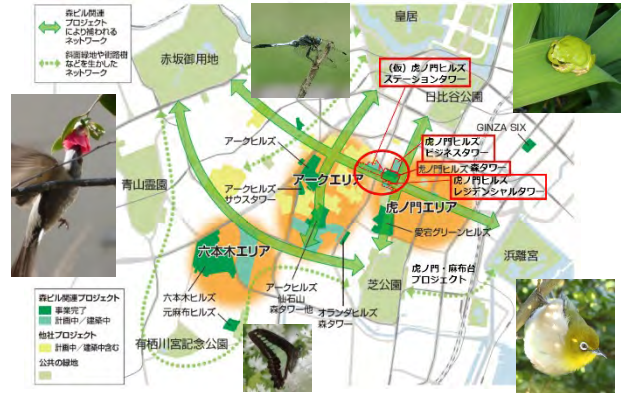 森ビル関連
プロジェクト
により補われる
ネットワーク
斜面緑地や街路樹
などを生かした
ネットワーク
皇居
赤坂御用地
(仮)虎ノ門ヒルズ
ステーションタワー
日比谷公園
GINZA SIX
虎ノ門ヒルズ
ビジネスタワー
虎ノ門ヒルズ 森タワー
虎ノ門ヒルズ
レジデンシャルタワー
アークヒルズ
アークエリア
青山霊園
アークヒルズ
サウスタワー
虎ノ門エリア
愛宕グリーンヒルズ
六本木エリア
浜離宮
芝公園
虎ノ門・麻布台
プロジェクト
六本木ヒルズ
元麻布ヒルズ
アークヒルズ
仙石山
森タワー他
オランダヒルズ
森タワー
有栖川宮記念公園
森ビル関連プロジェクト
事業完了
計画中/建築中
他社プロジェクト
計画中/建築中含む
公共の緑地